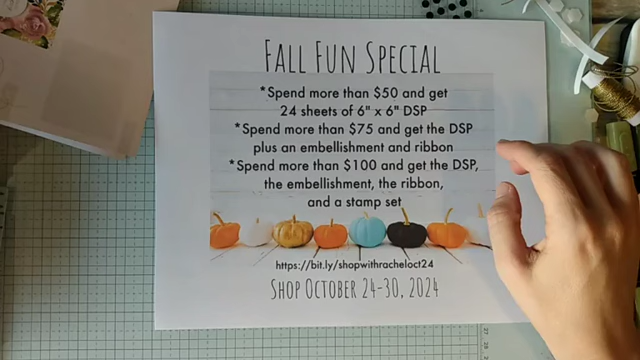 FALL FUN SPECIAL
*Spend more than $50 and get
24 sheets of 6" x 6" DSP
*Spend more than $75 and get the DSP
plus an embellishment and ribbon
*Spend more than $100 and get the DSP,
the embellishment, the ribbon,
and a stamp set
https://bit.ly/shopwithracheloct24
SHOP OCTOBER 24-30, 2024